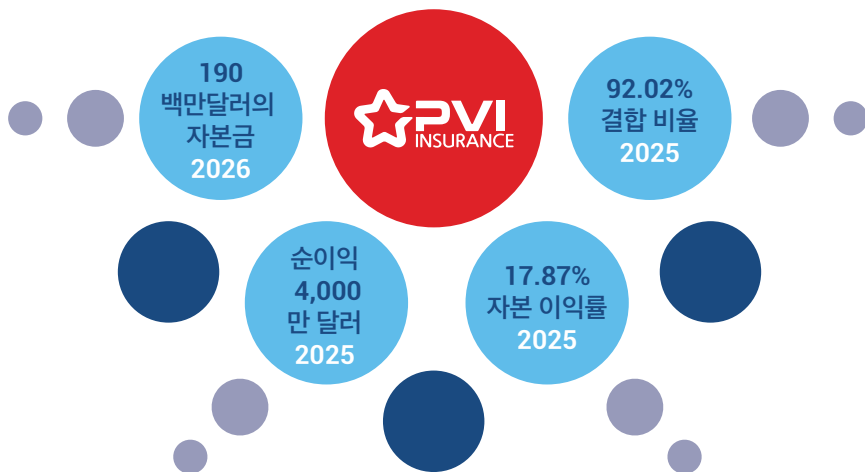 190
백만달러의
자본금
2026
PVI
INSURANCE
92.02%
결합 비율
2025
순이익
4,000
만 달러
2025
17.87%
자본 이익률
2025